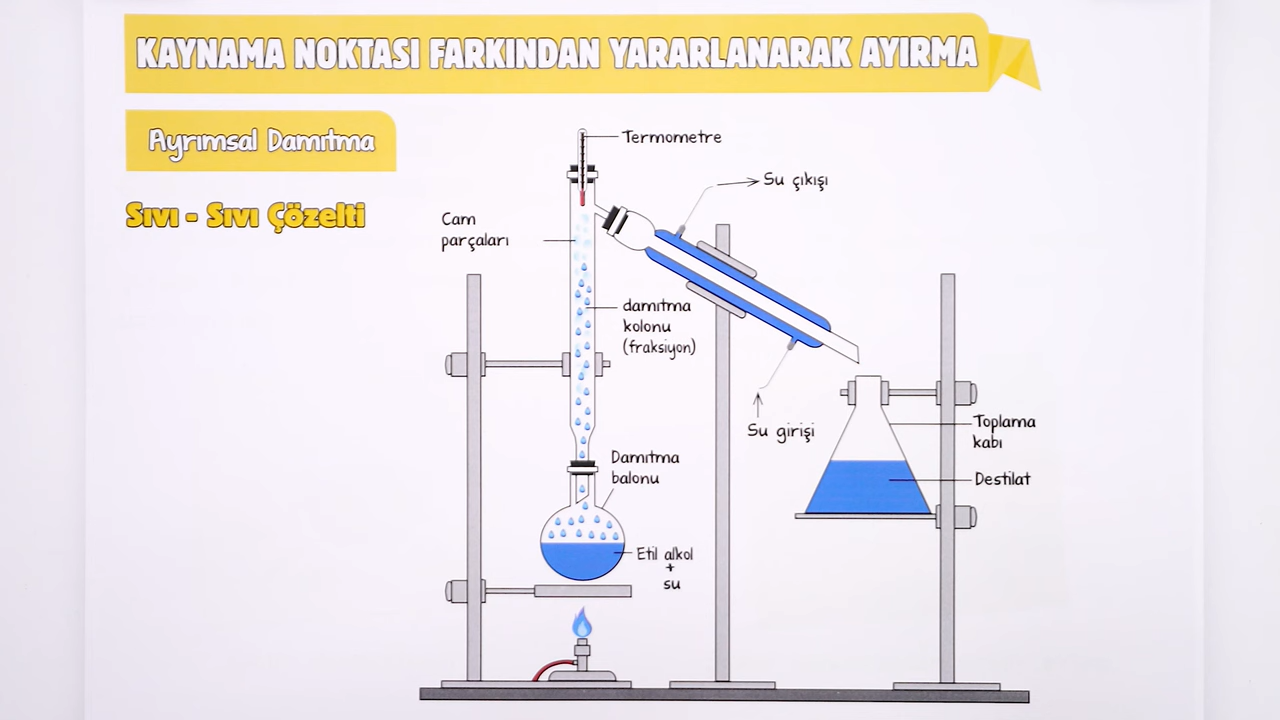 KAYNAMA NOKTASI FARKINDAN YARARLANARAK AYIRMA
Ayrımsal Damıtma
Sıvı - Sıvı Çözelti
Termometre
Su çıkışı
Cam
parçaları
damıtma
kolonu
(fraksiyon)
Su girişi
Toplama
kabı
Damıtma
balonu
Destilat
Etil alkol
+
su